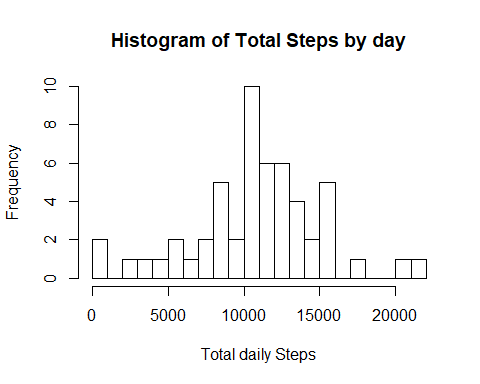 Histogram of Total Steps by day
Frequency
10
8
6
4
2
0
0 5000 10000 15000 20000
Total daily Steps